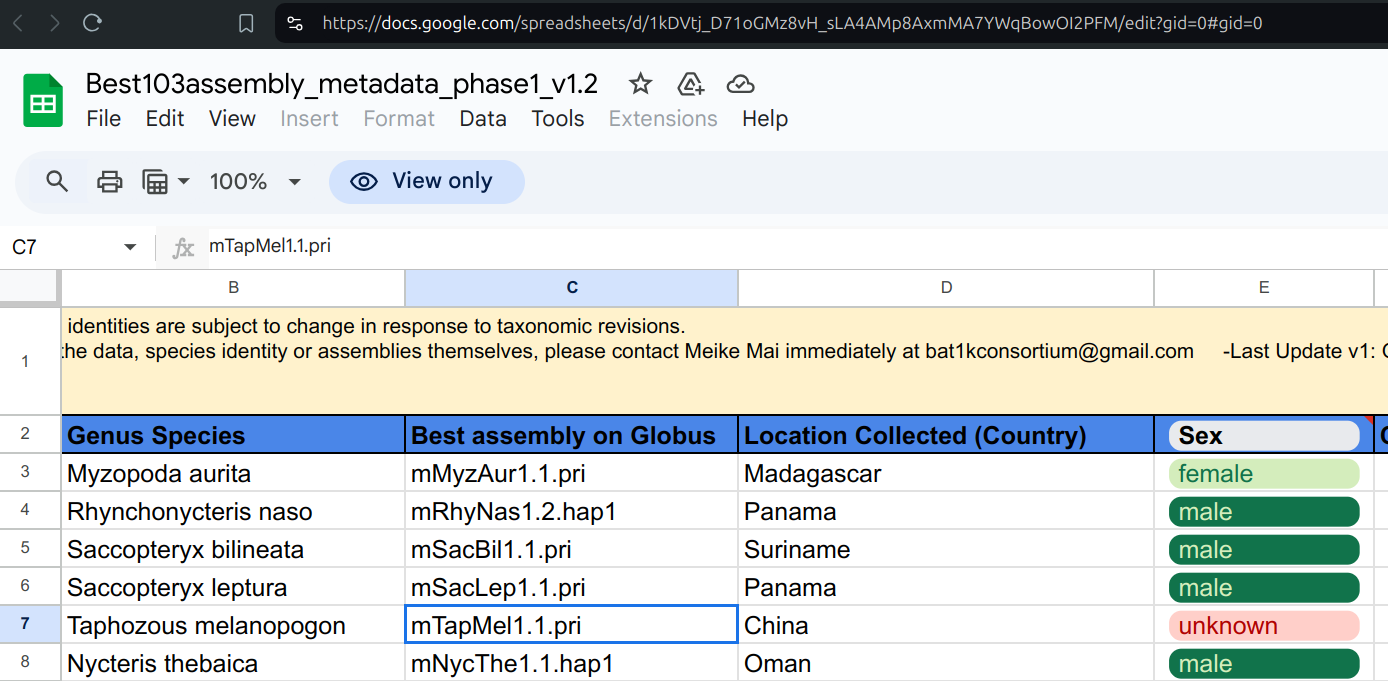 https://docs.google.com/spreadsheets/d/1kDVtj_D71oGMz8vH_sLA4AMp8AxmMA7YWqBowOI2PFM/edit?gid=0#gid=0
Best103assembly_metadata_phase1_v1.2
File Edit View Insert Format Data Tools Extensions Help
100% View only
C7 fx mTapMel1.1.pri
B C D E
identities are subject to change in response to taxonomic revisions.
1 the data, species identity or assemblies themselves, please contact Meike Mai immediately at bat1kconsortium@gmail.com -Last Update v1:
2 Genus Species Best assembly on Globus Location Collected (Country) Sex
3 Myzopoda aurita mMyzAur1.1.pri Madagascar female
4 Rhynchonycteris naso mRhyNas1.2.hap1 Panama male
5 Saccopteryx bilineata mSacBil1.1.pri Suriname male
6 Saccopteryx leptura mSacLep1.1.pri Panama male
7 Taphozous melanopogon mTapMel1.1.pri China unknown
8 Nycteris thebaica mNycThe1.1.hap1 Oman male